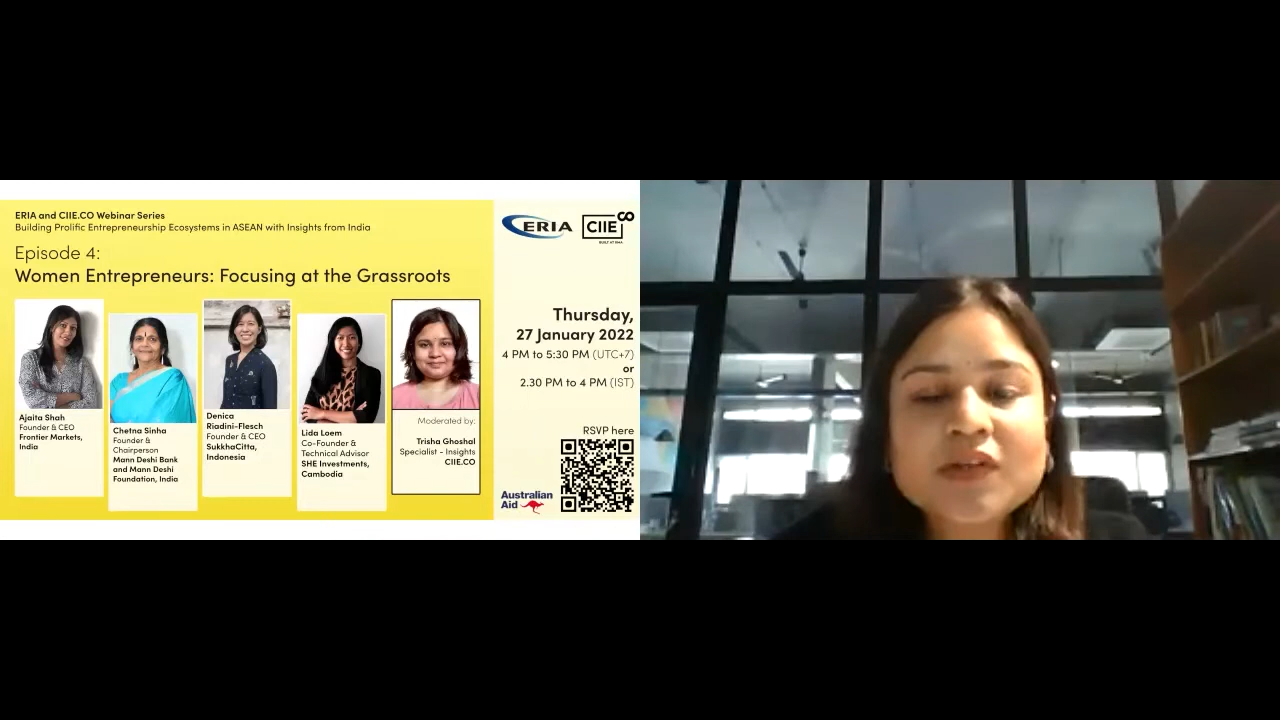 ERIA and CIIE.CO Webinar Series
Building Prolific Entrepreneurship Ecosystems in ASEAN with Insights from India
Episode 4:
Women Entrepreneurs: Focusing at the Grassroots
Ajaita Shah
Founder & CEO
Frontier Markets,
India
Chetna Sinha
Founder &
Chairperson
Mann Deshi Bank
and Mann Deshi
Foundation, India
Denica
Riadini-Flesch
Founder & CEO
SukkhaCitta,
Indonesia
Lida Loem
Co-Founder &
Technical Advisor
SHE Investments,
Cambodia
Moderated by:
Trisha Ghoshal
Specialist - Insights
CIIE.CO
ERIA
CIIE
BUILT AT IIMA
Thursday,
27 January 2022
4 PM to 5:30 PM (UTC+7)
or
2.30 PM to 4 PM (IST)
RSVP here
Australian
Aid